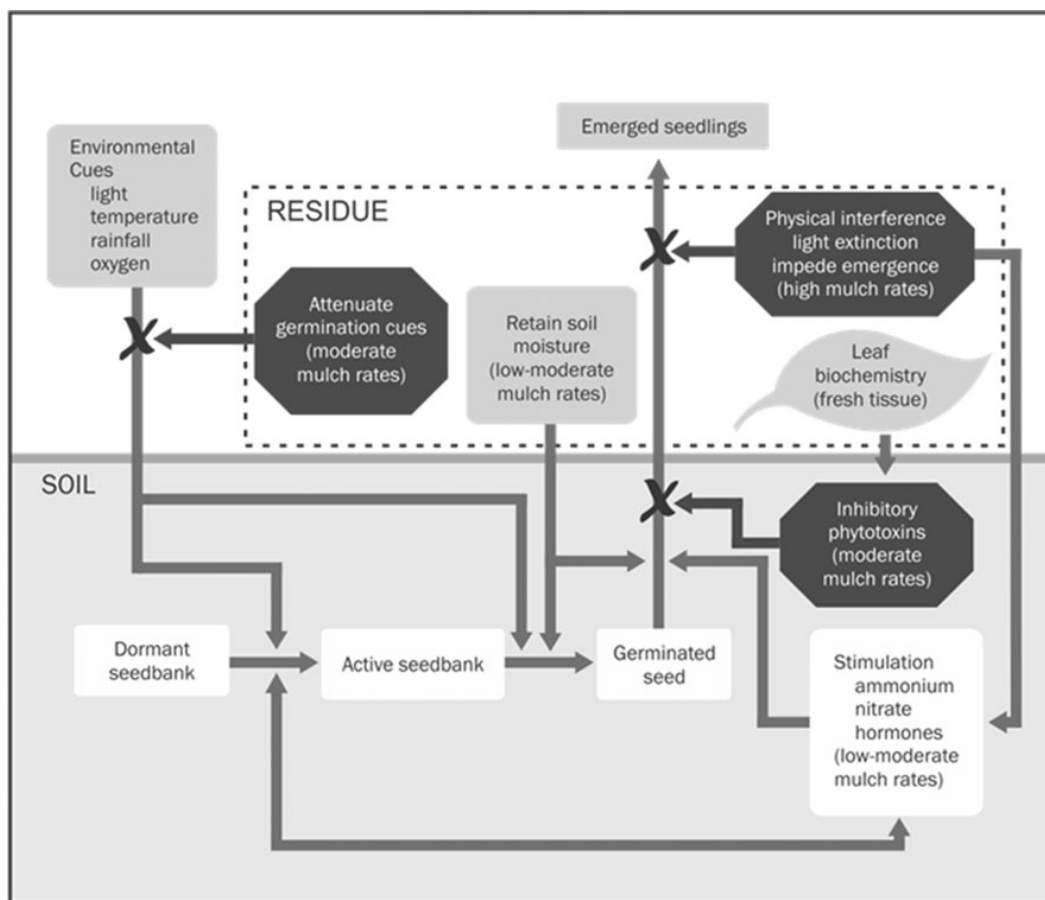 Emerged seedlings
Environmental
Cues
light
temperature
rainfall
oxygen
RESIDUE
Physical interference
light extinction
impede emergence
(high mulch rates)
Attenuate
germination cues
(moderate
mulch rates)
Retain soil
moisture
(low-moderate
mulch rates)
Leaf
biochemistry
(fresh tissue)
SOIL
Inhibitory
phytotoxins
(moderate
mulch rates)
Dormant
seedbank
Active seedbank
Germinated
seed
Stimulation
ammonium
nitrate
hormones
(low-moderate
mulch rates)